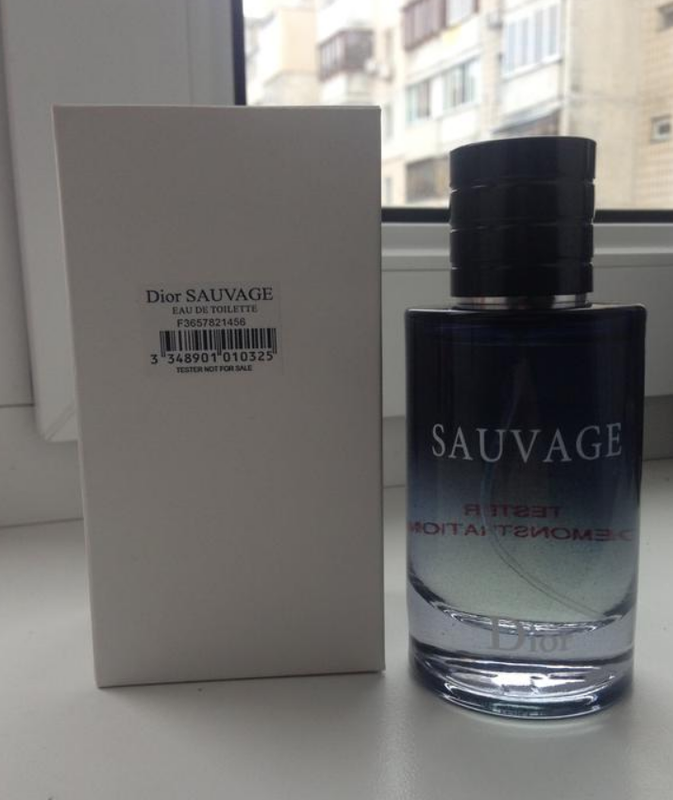 Dior SAUVAGE
EAU DE TOILETTE
F3657821456
3 348901 010325
TESTER NOT FOR SALE
SAUVAGE
TESTER
DEMONSTRATION
Dior